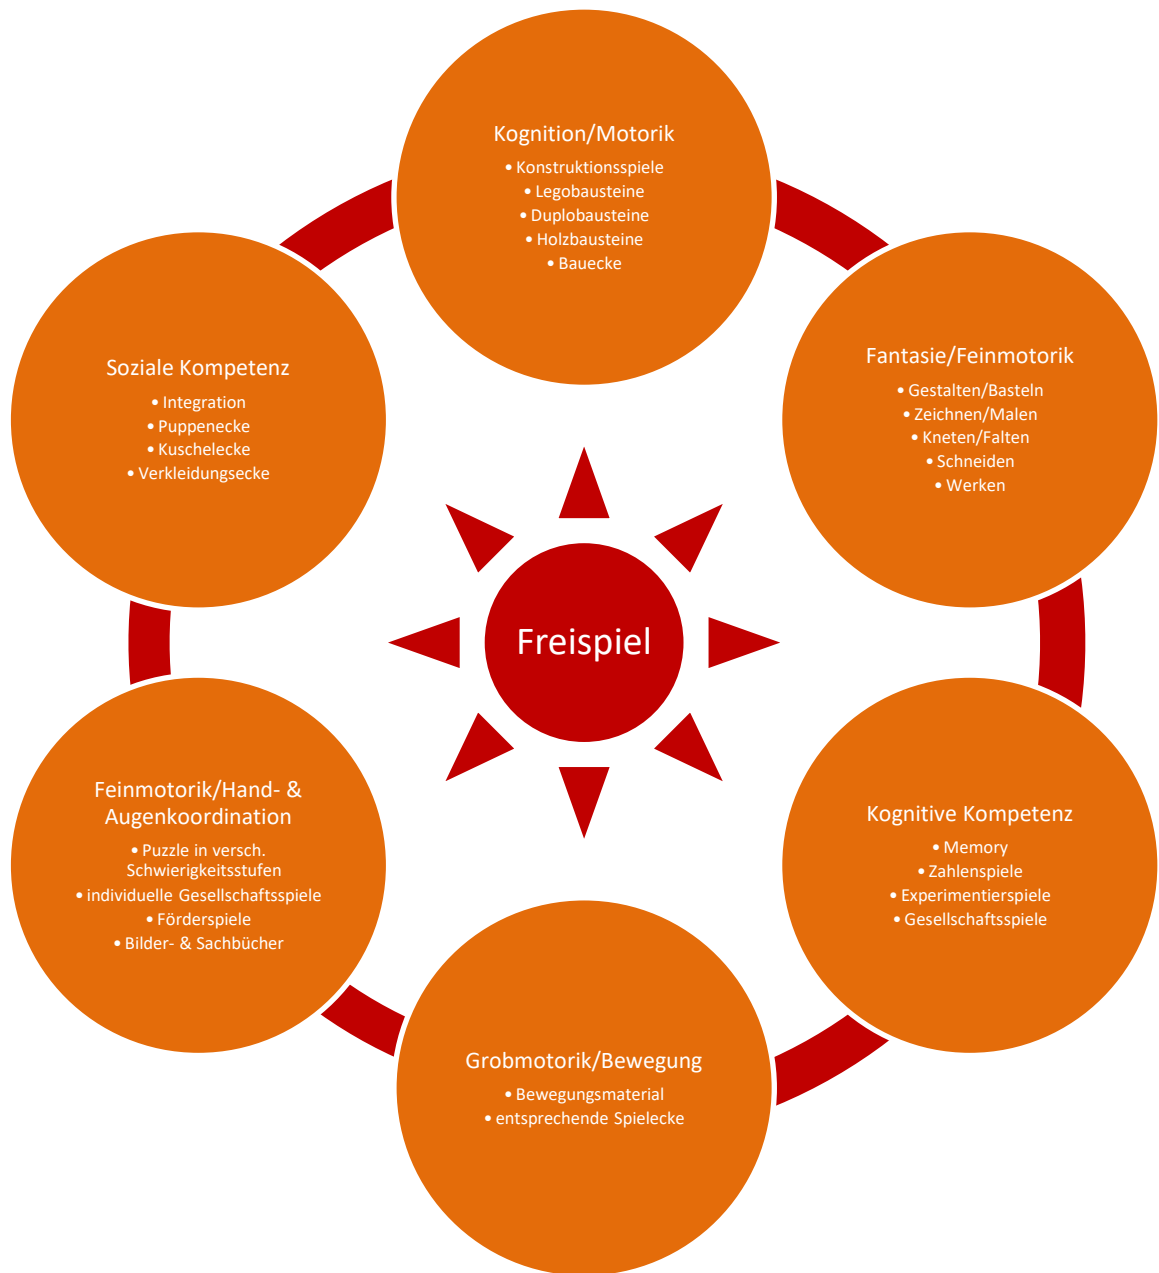 Kognition/Motorik
• Konstruktionsspiele
• Legobausteine
• Duplobausteine
• Holzbausteine
• Bauecke
Fantasie/Feinmotorik
• Gestalten/Basteln
• Zeichnen/Malen
• Kneten/Falten
• Schneiden
• Werken
Kognitive Kompetenz
• Memory
• Zahlenspiele
• Experimentierspiele
• Gesellschaftsspiele
Grobmotorik/Bewegung
• Bewegungsmaterial
• entsprechende Spielecke
Feinmotorik/Hand- &
Augenkoordination
• Puzzle in versch.
Schwierigkeitsstufen
• individuelle Gesellschaftsspiele
• Förderspiele
• Bilder- & Sachbücher
Soziale Kompetenz
• Integration
• Puppenecke
• Kuschelecke
• Verkleidungsecke
Freispiel